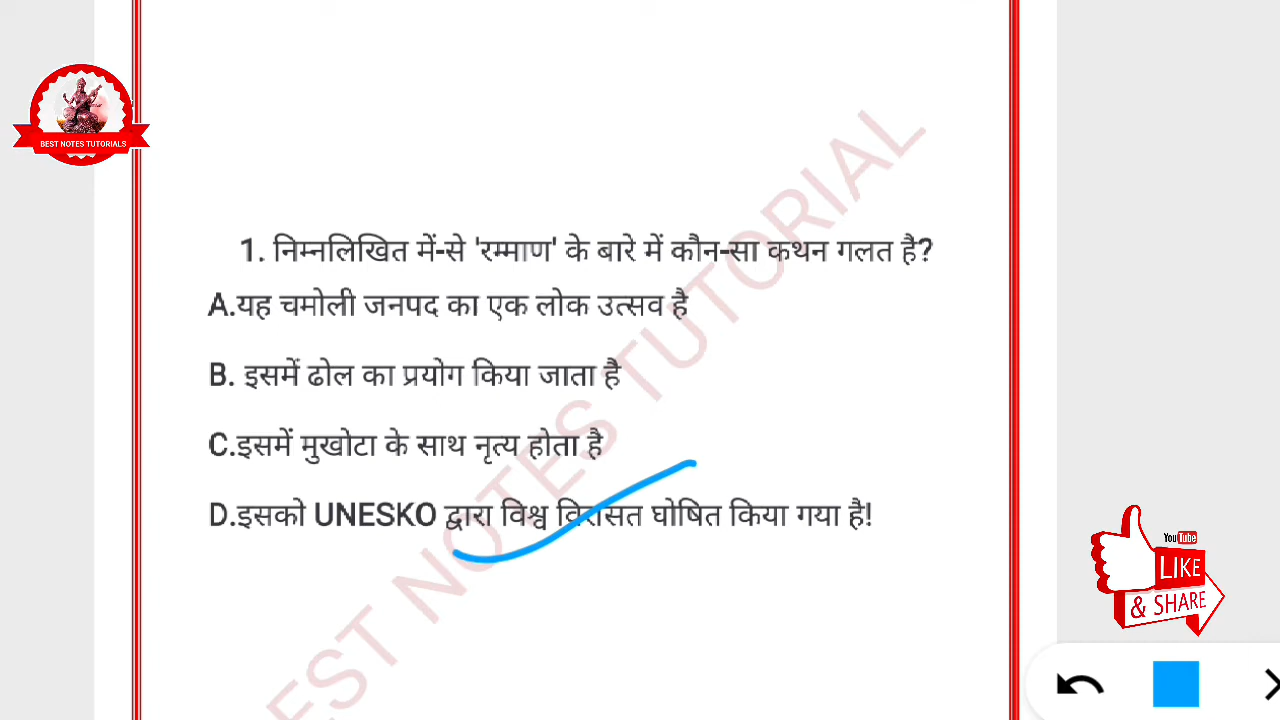 BEST NOTES TUTORIALS
1. निम्नलिखित में-से 'रम्माण' के बारे में कौन-सा कथन गलत है?
A.यह चमोली जनपद का एक लोक उत्सव है
B. इसमें ढोल का प्रयोग किया जाता है
C.इसमें मुखोटा के साथ नृत्य होता है
D.इसको UNESKO द्वारा विश्व विरासत घोषित किया गया है!
EST NOTES TUTORIAL
YouTube
LIKE
& SHARE